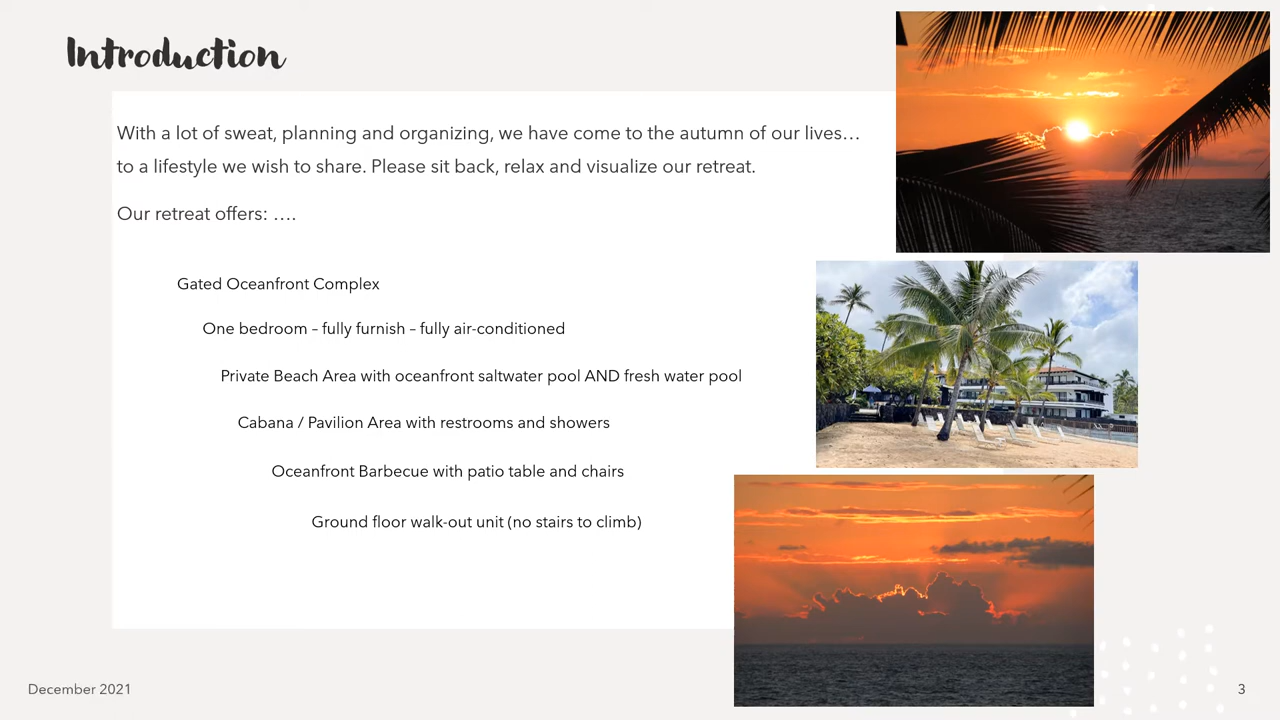 Introduction
With a lot of sweat, planning and organizing, we have come to the autumn of our lives…
to a lifestyle we wish to share. Please sit back, relax and visualize our retreat.
Our retreat offers: ….
Gated Oceanfront Complex
One bedroom – fully furnish – fully air-conditioned
Private Beach Area with oceanfront saltwater pool AND fresh water pool
Cabana / Pavilion Area with restrooms and showers
Oceanfront Barbecue with patio table and chairs
Ground floor walk-out unit (no stairs to climb)
December 2021
3